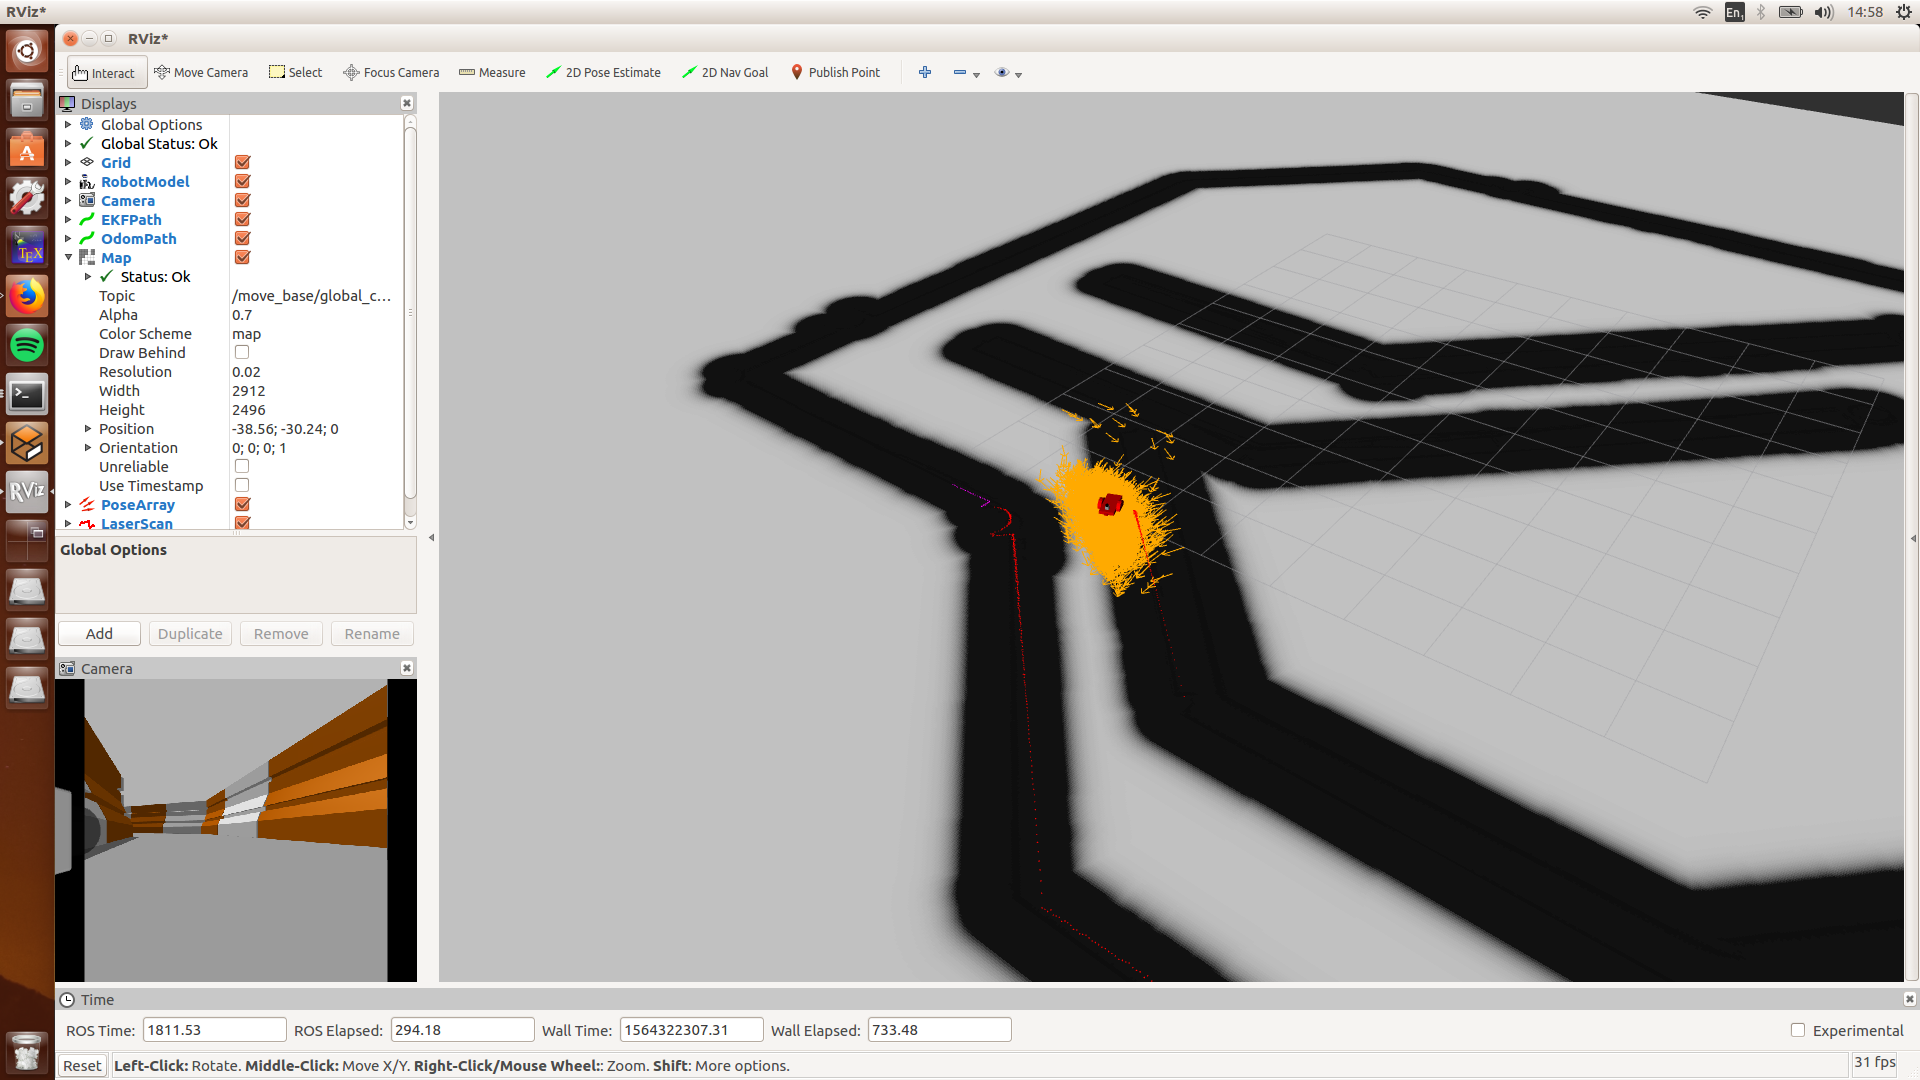 RViz*
En1
14:58
RViz*
Interact Move Camera Select Focus Camera Measure 2D Pose Estimate 2D Nav Goal Publish Point
Displays
Global Options
Global Status: Ok
Grid
RobotModel
Camera
EKFPath
OdomPath
Map
Status: Ok
Topic /move_base/global_c...
Alpha 0.7
Color Scheme map
Draw Behind
Resolution 0.02
Width 2912
Height 2496
Position -38.56; -30.24; 0
Orientation 0; 0; 0; 1
Unreliable
Use Timestamp
PoseArray
LaserScan
Global Options
Add Duplicate Remove Rename
Camera
TEX
RViz
Time
ROS Time: 1811.53 ROS Elapsed: 294.18 Wall Time: 1564322307.31 Wall Elapsed: 733.48 Experimental
Reset Left-Click: Rotate. Middle-Click: Move X/Y. Right-Click/Mouse Wheel:: Zoom. Shift: More options. 31 fps